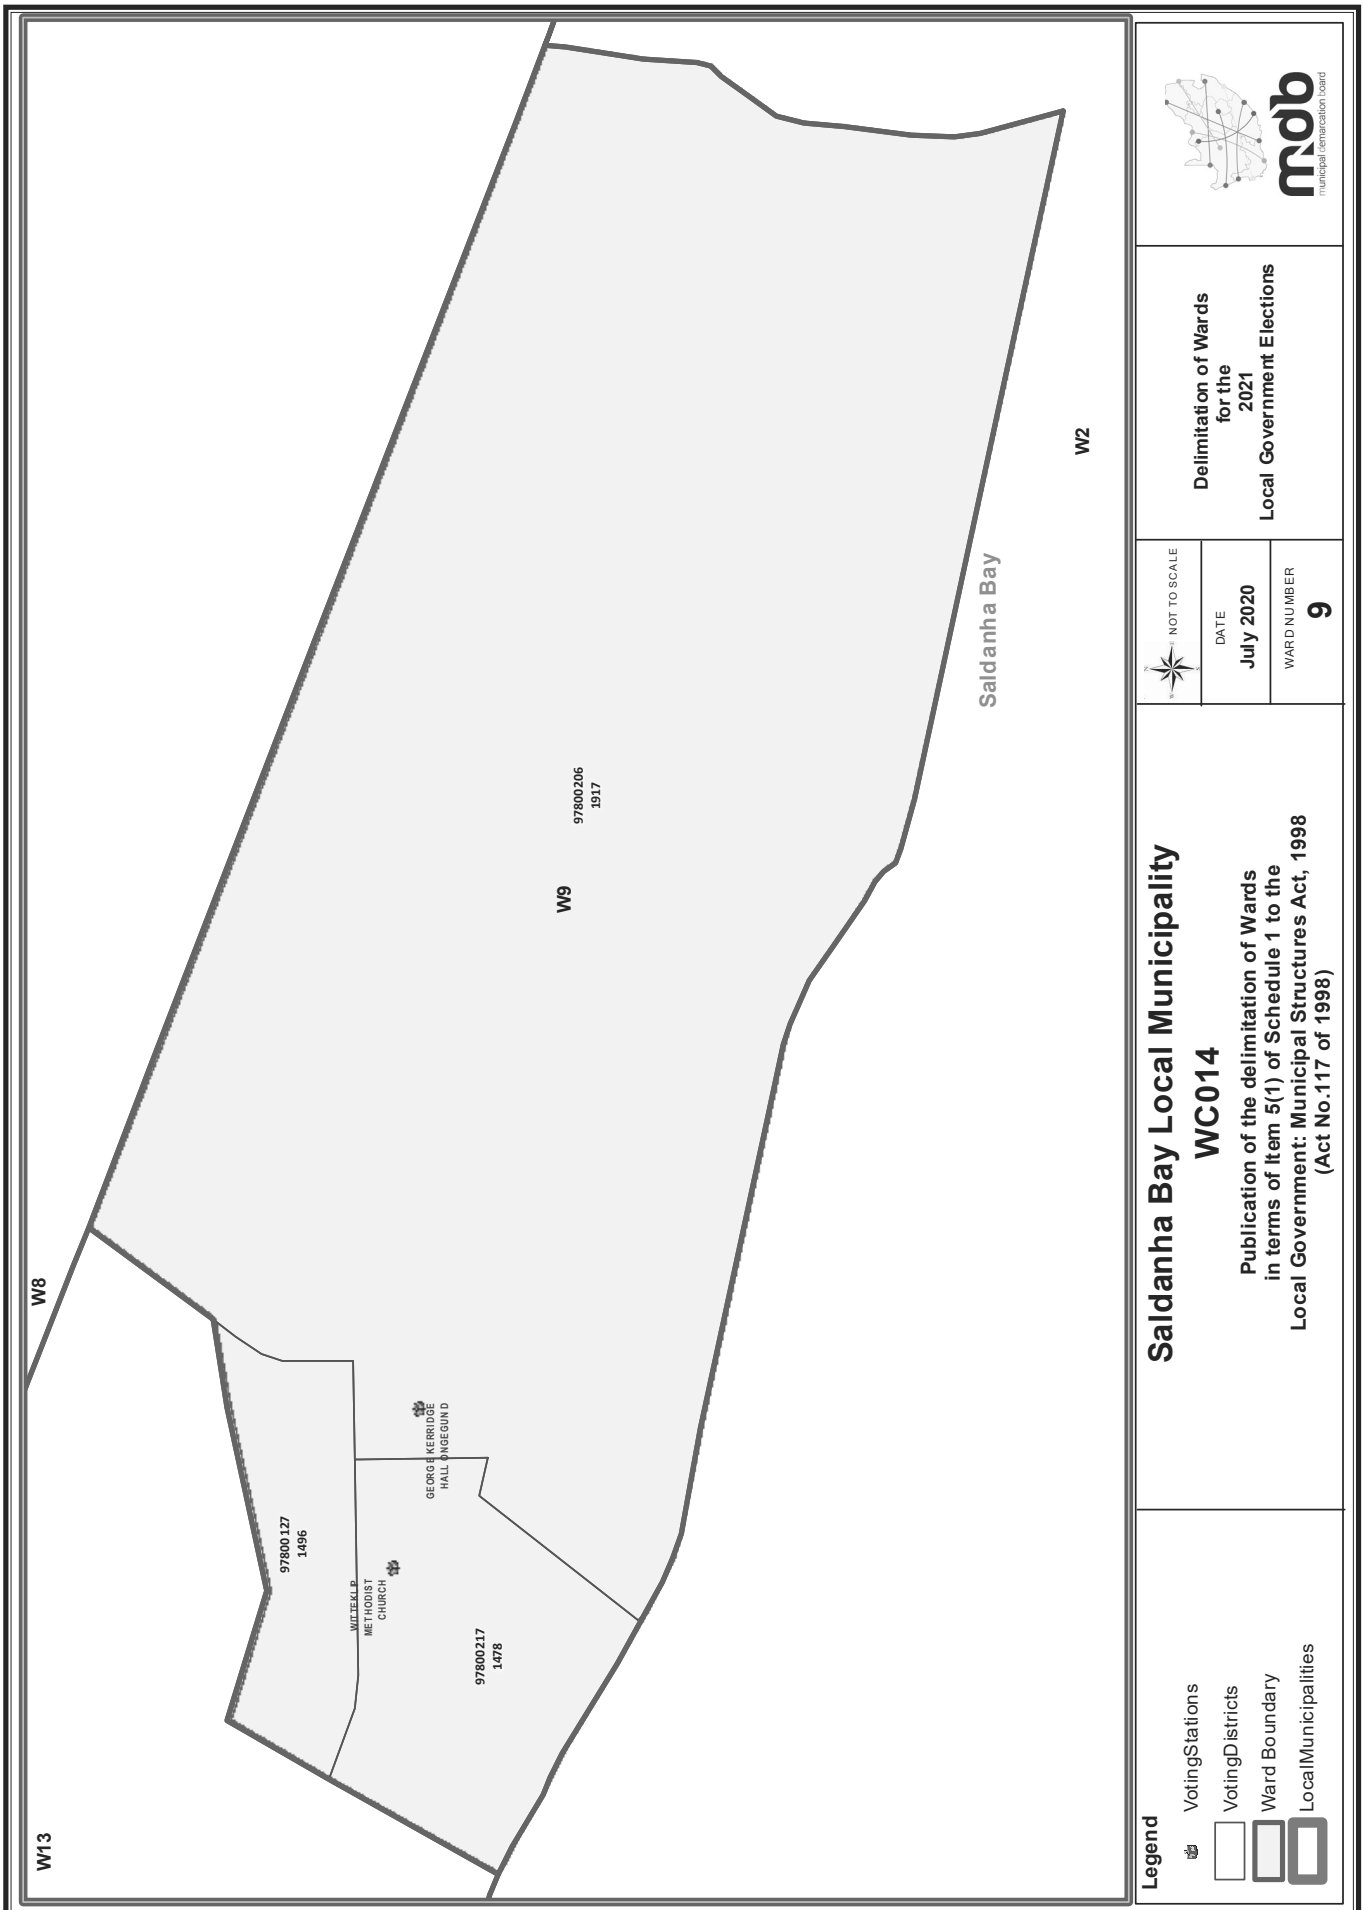 W8
W13
W9
W2
97800206
1917
Saldanha Bay
GEORGE KERRIDGE
HALL ONGEGUND
97800127
1496
WITTEKLIP
METHODIST
CHURCH
97800217
1478
Legend
VotingStations
VotingDistricts
Ward Boundary
LocalMunicipalities
Saldanha Bay Local Municipality
WC014
Publication of the delimitation of Wards
in terms of Item 5(1) of Schedule 1 to the
Local Government: Municipal Structures Act, 1998
(Act No.117 of 1998)
N
E
S
W
NOT TO SCALE
DATE
July 2020
WARD NUMBER
9
Delimitation of Wards
for the
2021
Local Government Elections
mdb
municipal demarcation board